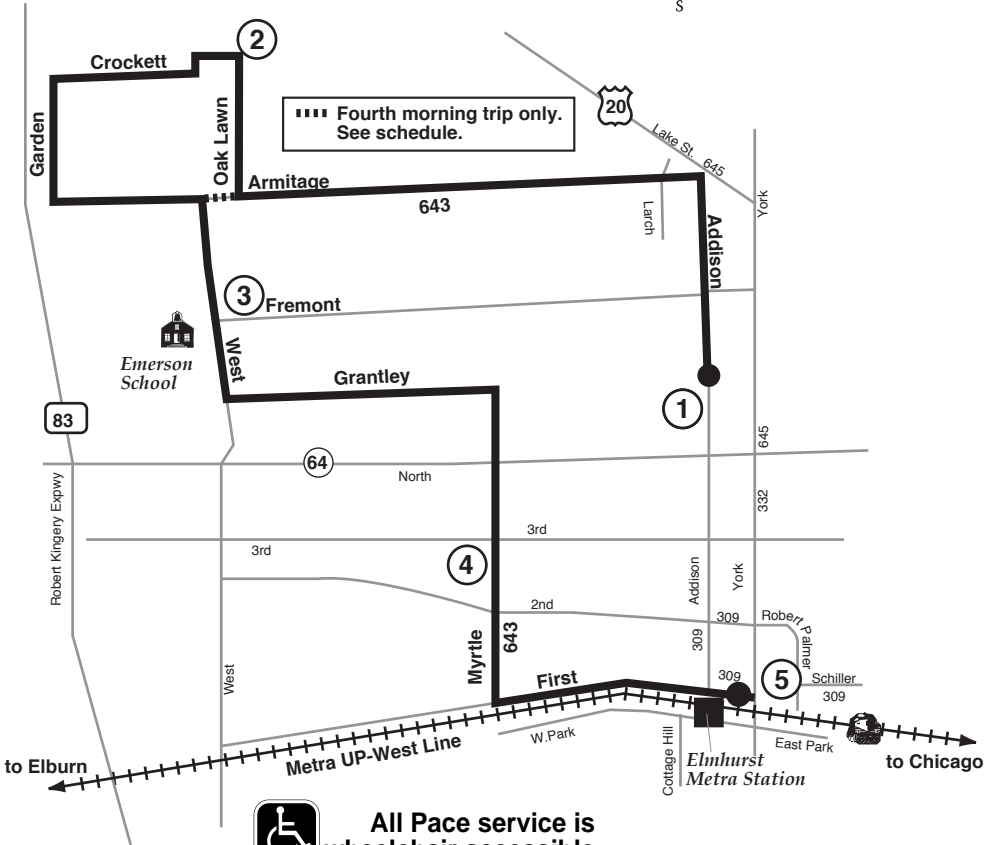 S
2
Crockett
20
Fourth morning trip only.
See schedule.
Garden
Oak Lawn
Lake St.
645
Armitage
643
Larch
Addison
York
3
Fremont
Emerson
School
West
Grantley
1
83
645
64
North
332
Robert Kingery Expwy
3rd
3rd
4
Addison
York
2nd
309
Robert Palmer
309
643
Myrtle
West
First
309
5
Schiller
309
W.Park
Metra UP-West Line
Cottage Hill
East Park
Elmhurst
Metra Station
to Elburn
to Chicago
All Pace service is
wheelchair accessible